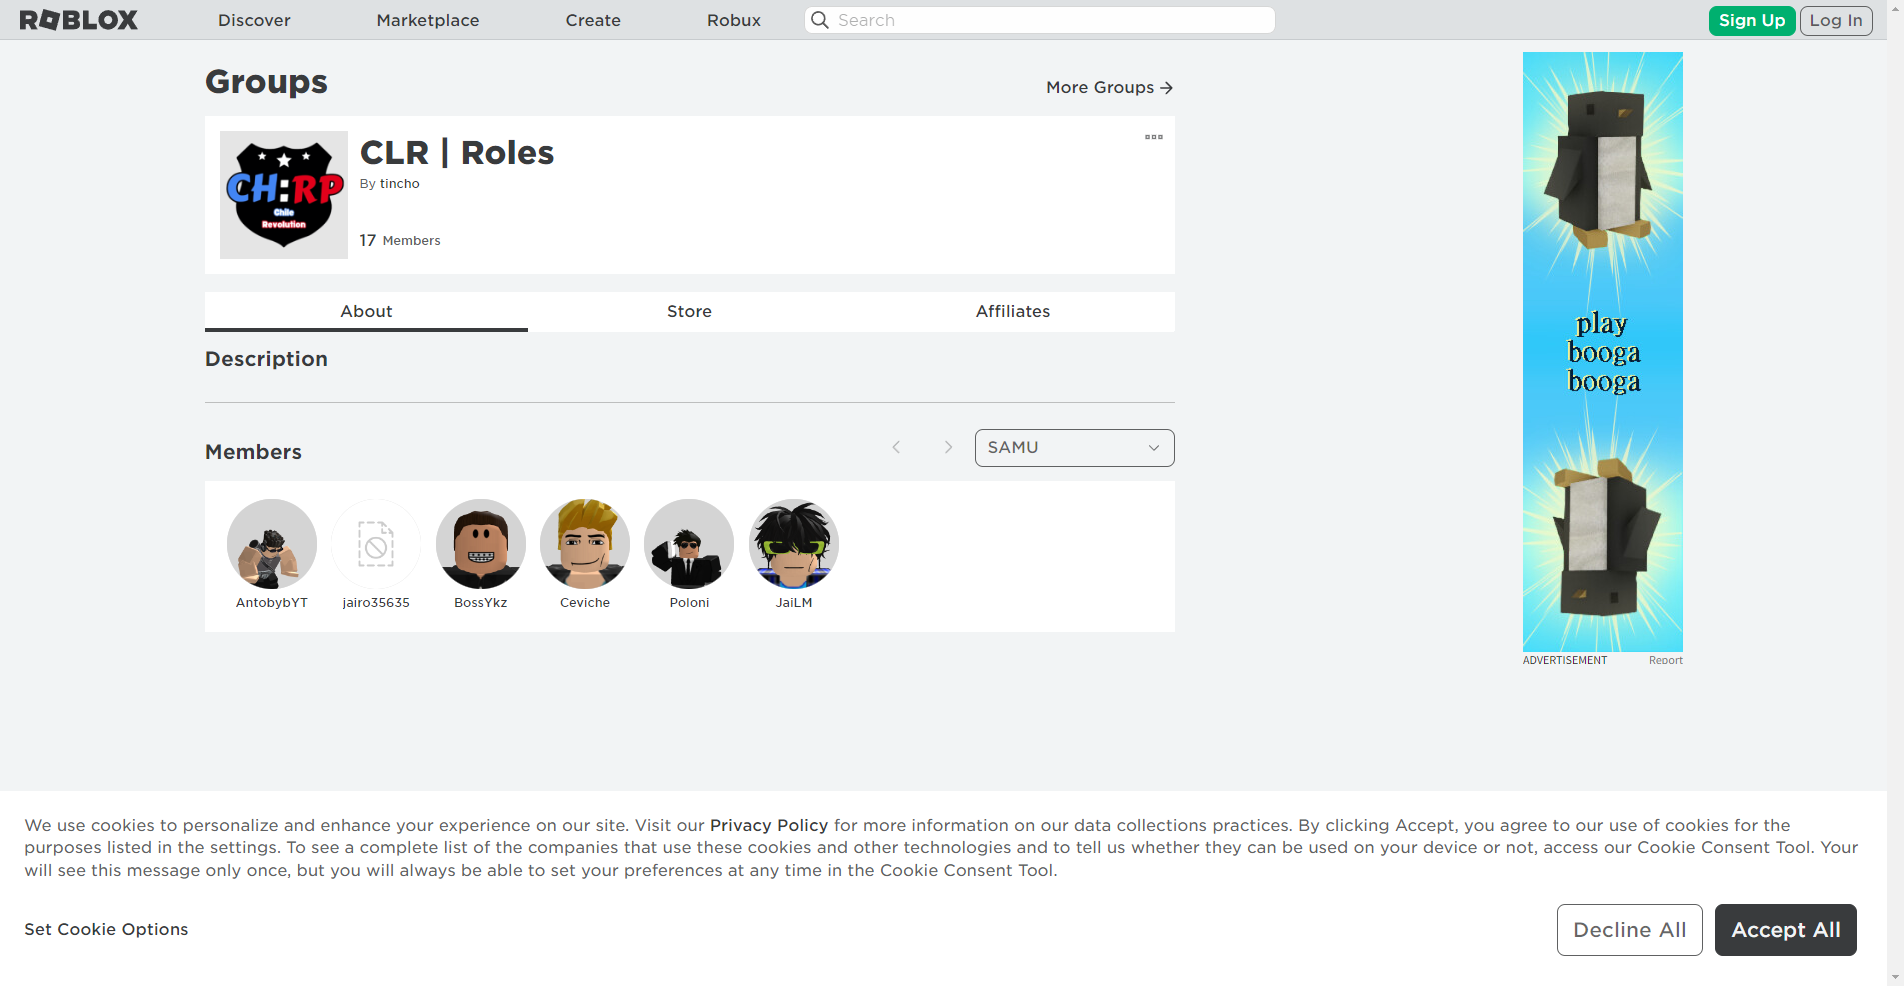 ROBLOX
Discover
Marketplace
Create
Robux
Search
Sign Up
Log In
Groups
More Groups
CH:RP
Chile
Revolution
CLR | Roles
By tincho
17 Members
About
Store
Affiliates
Description
Members
SAMU
AntobybYT
jairo35635
BossYkz
Ceviche
Poloni
JaiLM
play
booga
booga
ADVERTISEMENT
Report
We use cookies to personalize and enhance your experience on our site. Visit our Privacy Policy for more information on our data collections practices. By clicking Accept, you agree to our use of cookies for the
purposes listed in the settings. To see a complete list of the companies that use these cookies and other technologies and to tell us whether they can be used on your device or not, access our Cookie Consent Tool. Your
will see this message only once, but you will always be able to set your preferences at any time in the Cookie Consent Tool.
Set Cookie Options
Decline All
Accept All